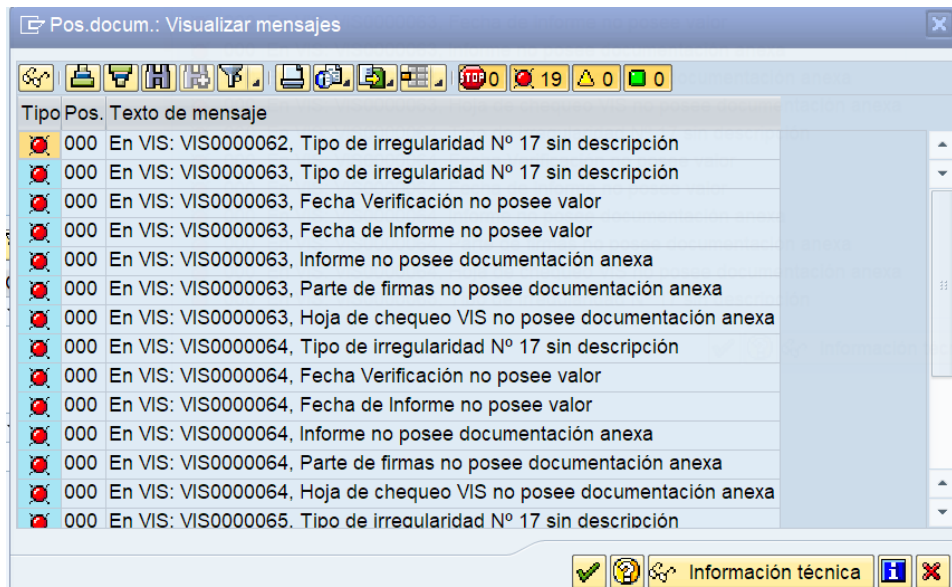 Pos.docum.: Visualizar mensajes
STOP 0 19 0 0
Tipo Pos. Texto de mensaje
000 En VIS: VIS0000062, Tipo de irregularidad Nº 17 sin descripción
000 En VIS: VIS0000063, Tipo de irregularidad Nº 17 sin descripción
000 En VIS: VIS0000063, Fecha Verificación no posee valor
000 En VIS: VIS0000063, Fecha de Informe no posee valor
000 En VIS: VIS0000063, Informe no posee documentación anexa
000 En VIS: VIS0000063, Parte de firmas no posee documentación anexa
000 En VIS: VIS0000063, Hoja de chequeo VIS no posee documentación anexa
000 En VIS: VIS0000064, Tipo de irregularidad Nº 17 sin descripción
000 En VIS: VIS0000064, Fecha Verificación no posee valor
000 En VIS: VIS0000064, Fecha de Informe no posee valor
000 En VIS: VIS0000064, Informe no posee documentación anexa
000 En VIS: VIS0000064, Parte de firmas no posee documentación anexa
000 En VIS: VIS0000064, Hoja de chequeo VIS no posee documentación anexa
000 En VIS: VIS0000065, Tipo de irregularidad Nº 17 sin descripción
Información técnica